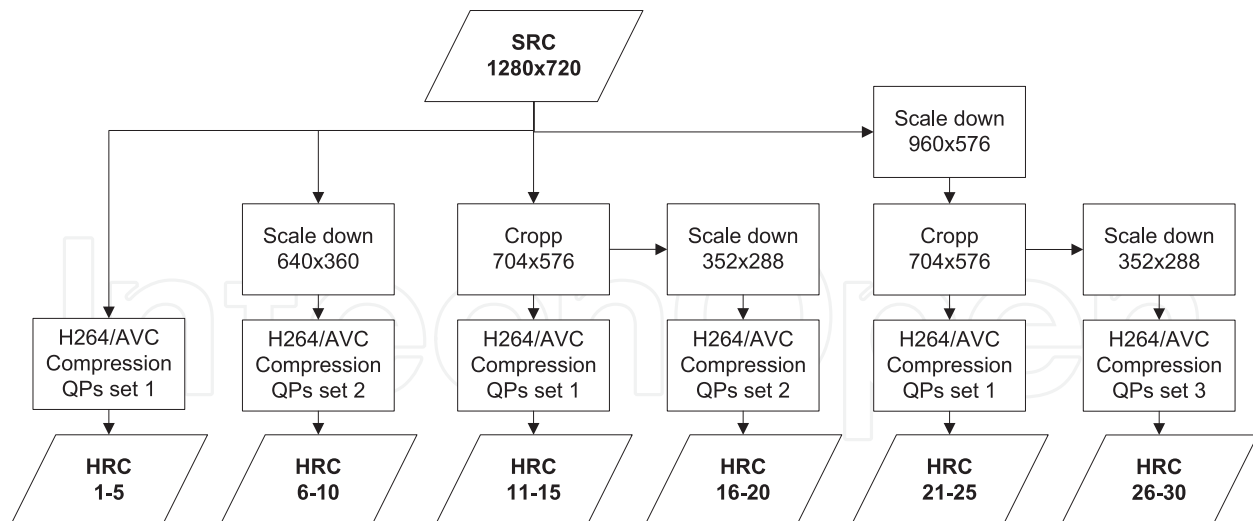 SRC
1280x720
Scale down
960x576
Scale down
640x360
Cropp
704x576
Scale down
352x288
Cropp
704x576
Scale down
352x288
H264/AVC
Compression
QPs set 1
H264/AVC
Compression
QPs set 2
H264/AVC
Compression
QPs set 1
H264/AVC
Compression
QPs set 2
H264/AVC
Compression
QPs set 1
H264/AVC
Compression
QPs set 3
HRC
1-5
HRC
6-10
HRC
11-15
HRC
16-20
HRC
21-25
HRC
26-30
IntechOpen